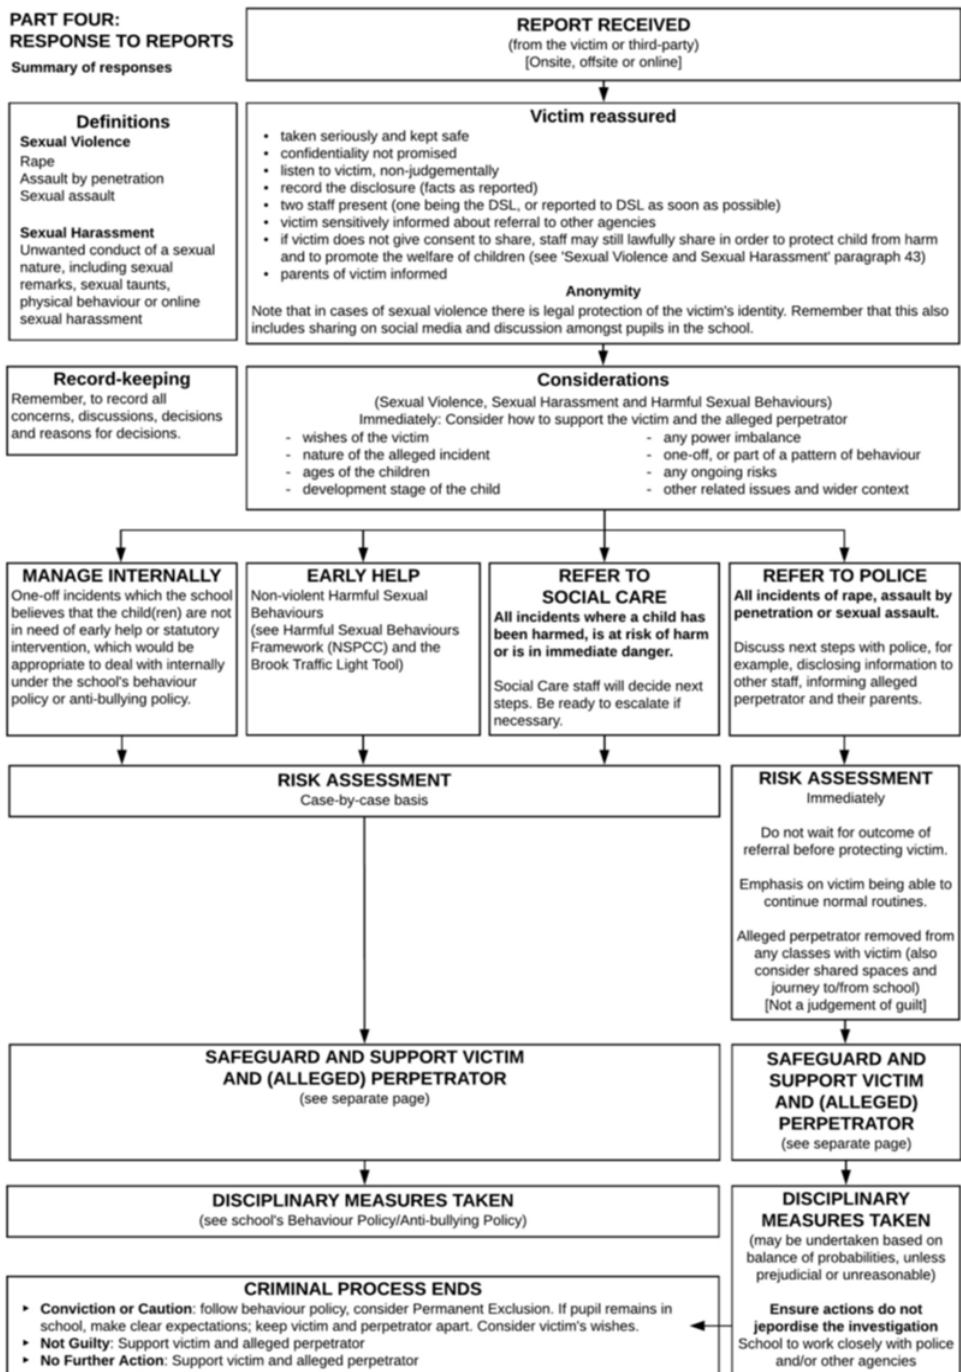 PART FOUR:
RESPONSE TO REPORTS
Summary of responses
REPORT RECEIVED
(from the victim or third-party)
[Onsite, offsite or online]
Definitions
Sexual Violence
Rape
Assault by penetration
Sexual assault
Sexual Harassment
Unwanted conduct of a sexual
nature, including sexual
remarks, sexual taunts,
physical behaviour or online
sexual harassment
Victim reassured
• taken seriously and kept safe
• confidentiality not promised
• listen to victim, non-judgementally
• record the disclosure (facts as reported)
• two staff present (one being the DSL, or reported to DSL as soon as possible)
• victim sensitively informed about referral to other agencies
• if victim does not give consent to share, staff may still lawfully share in order to protect child from harm
and to promote the welfare of children (see 'Sexual Violence and Sexual Harassment' paragraph 43)
• parents of victim informed
Anonymity
Note that in cases of sexual violence there is legal protection of the victim's identity. Remember that this also
includes sharing on social media and discussion amongst pupils in the school.
Record-keeping
Remember, to record all
concerns, discussions, decisions
and reasons for decisions.
Considerations
(Sexual Violence, Sexual Harassment and Harmful Sexual Behaviours)
Immediately: Consider how to support the victim and the alleged perpetrator
- wishes of the victim
- nature of the alleged incident
- ages of the children
- development stage of the child
- any power imbalance
- one-off, or part of a pattern of behaviour
- any ongoing risks
- other related issues and wider context
MANAGE INTERNALLY
One-off incidents which the school
believes that the child(ren) are not
in need of early help or statutory
intervention, which would be
appropriate to deal with internally
under the school's behaviour
policy or anti-bullying policy.
EARLY HELP
Non-violent Harmful Sexual
Behaviours
(see Harmful Sexual Behaviours
Framework (NSPCC) and the
Brook Traffic Light Tool)
REFER TO
SOCIAL CARE
All incidents where a child has
been harmed, is at risk of harm
or is in immediate danger.
Social Care staff will decide next
steps. Be ready to escalate if
necessary.
REFER TO POLICE
All incidents of rape, assault by
penetration or sexual assault.
Discuss next steps with police, for
example, disclosing information to
other staff, informing alleged
perpetrator and their parents.
RISK ASSESSMENT
Case-by-case basis
RISK ASSESSMENT
Immediately
Do not wait for outcome of
referral before protecting victim.
Emphasis on victim being able to
continue normal routines.
Alleged perpetrator removed from
any classes with victim (also
consider shared spaces and
journey to/from school)
[Not a judgement of guilt]
SAFEGUARD AND SUPPORT VICTIM
AND (ALLEGED) PERPETRATOR
(see separate page)
SAFEGUARD AND
SUPPORT VICTIM
AND (ALLEGED)
PERPETRATOR
(see separate page)
DISCIPLINARY MEASURES TAKEN
(see school's Behaviour Policy/Anti-bullying Policy)
DISCIPLINARY
MEASURES TAKEN
(may be undertaken based on
balance of probabilities, unless
prejudicial or unreasonable)
Ensure actions do not
jepordise the investigation
School to work closely with police
and/or other agencies
CRIMINAL PROCESS ENDS
▸ Conviction or Caution: follow behaviour policy, consider Permanent Exclusion. If pupil remains in
school, make clear expectations; keep victim and perpetrator apart. Consider victim's wishes.
▸ Not Guilty: Support victim and alleged perpetrator
▸ No Further Action: Support victim and alleged perpetrator